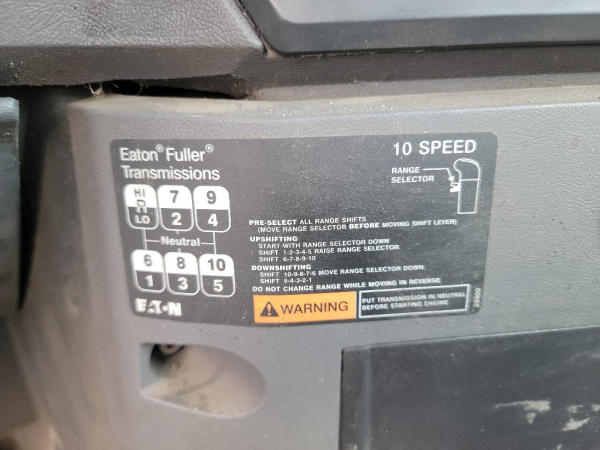 Eaton® Fuller®
Transmissions
10 SPEED
RANGE
SELECTOR
HI 7 9
R
LO 2 4
Neutral
6 8 10
1 3 5
EATON
PRE-SELECT ALL RANGE SHIFTS
(MOVE RANGE SELECTOR BEFORE MOVING SHIFT LEVER)
UPSHIFTING
START WITH RANGE SELECTOR DOWN
SHIFT 1-2-3-4-5 RAISE RANGE SELECTOR
SHIFT 6-7-8-9-10
DOWNSHIFTING
SHIFT 10-9-8-7-6 MOVE RANGE SELECTOR DOWN:
SHIFT 5-4-3-2-1
DO NOT CHANGE RANGE WHILE MOVING IN REVERSE
WARNING
PUT TRANSMISSION IN NEUTRAL
BEFORE STARTING ENGINE